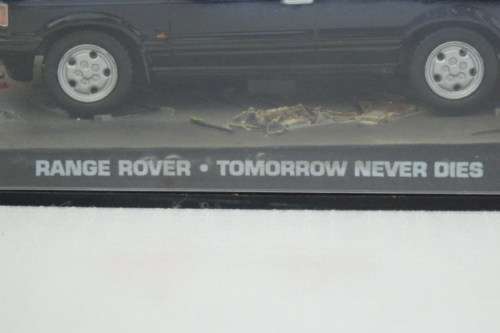 RANGE ROVER • TOMORROW NEVER DIES